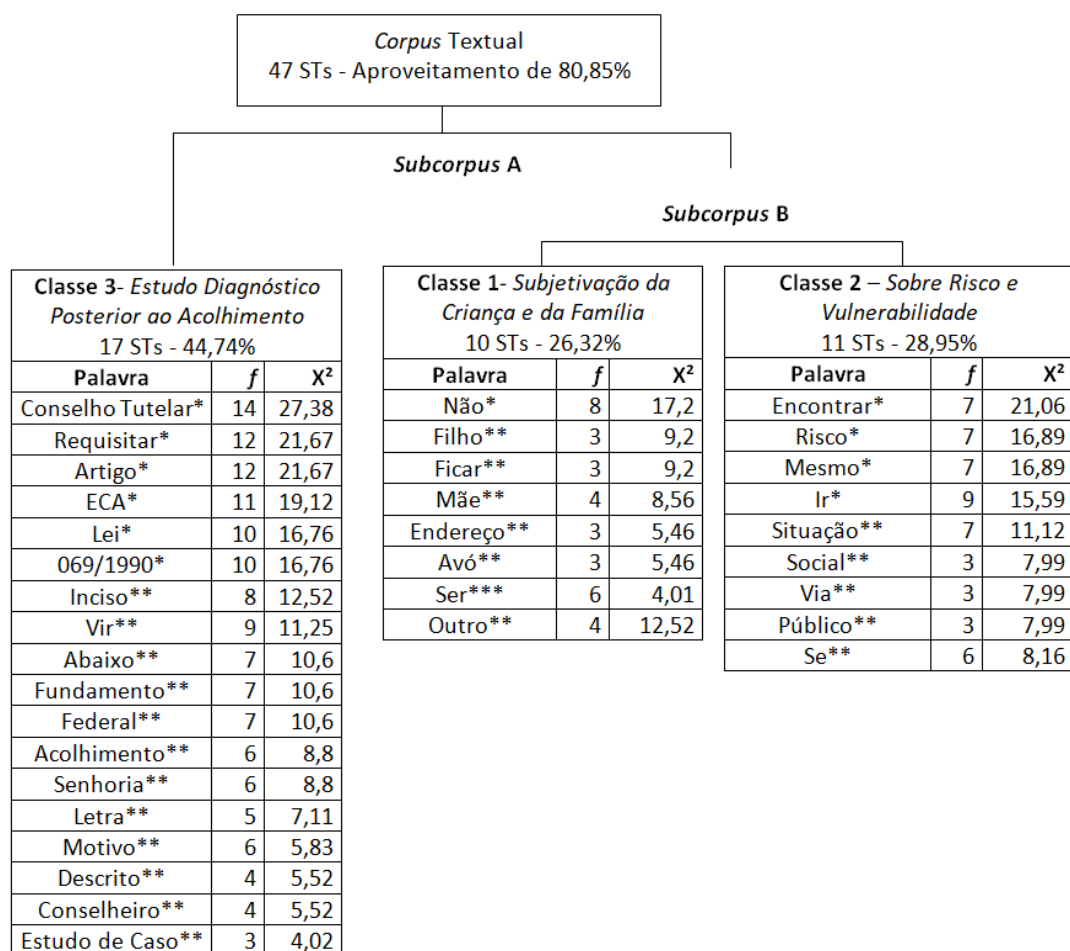 Corpus Textual
47 STs - Aproveitamento de 80,85%
Subcorpus A
Subcorpus B
Classe 3- Estudo Diagnóstico
Posterior ao Acolhimento
17 STs - 44,74%
Palavra f X²
Conselho Tutelar* 14 27,38
Requisitar* 12 21,67
Artigo* 12 21,67
ECA* 11 19,12
Lei* 10 16,76
069/1990* 10 16,76
Inciso** 8 12,52
Vir** 9 11,25
Abaixo** 7 10,6
Fundamento** 7 10,6
Federal** 7 10,6
Acolhimento** 6 8,8
Senhoria** 6 8,8
Letra** 5 7,11
Motivo** 6 5,83
Descrito** 4 5,52
Conselheiro** 4 5,52
Estudo de Caso** 3 4,02
Classe 1- Subjetivação da
Criança e da Família
10 STs - 26,32%
Palavra f X²
Não* 8 17,2
Filho** 3 9,2
Ficar** 3 9,2
Mãe** 4 8,56
Endereço** 3 5,46
Avó** 3 5,46
Ser*** 6 4,01
Outro** 4 12,52
Classe 2 – Sobre Risco e
Vulnerabilidade
11 STs - 28,95%
Palavra f X²
Encontrar* 7 21,06
Risco* 7 16,89
Mesmo* 7 16,89
Ir* 9 15,59
Situação** 7 11,12
Social** 3 7,99
Via** 3 7,99
Público** 3 7,99
Se** 6 8,16